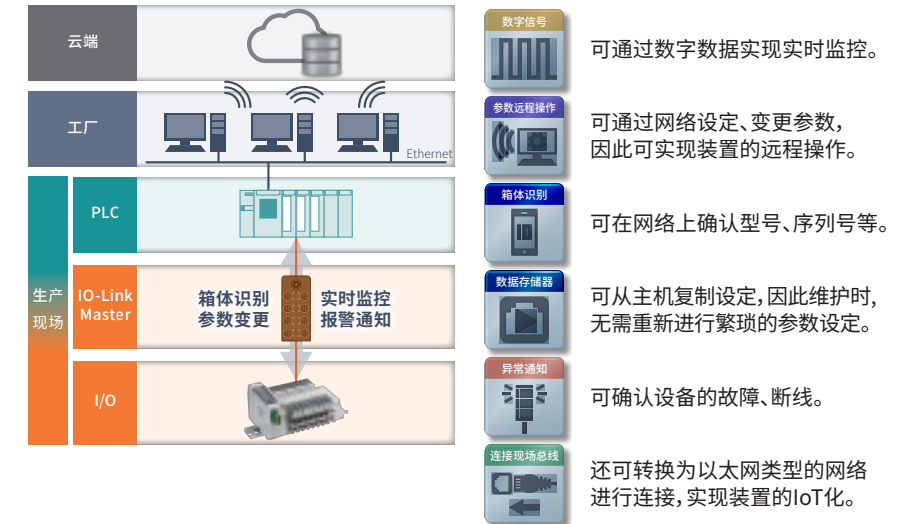 云端
工厂
Ethernet
生产
现场
PLC
IO-Link
Master
箱体识别
参数变更
实时监控
报警通知
I/O
数字信号
可通过数字数据实现实时监控。
参数远程操作
可通过网络设定、变更参数，
因此可实现装置的远程操作。
箱体识别
ID
可在网络上确认型号、序列号等。
数据存储器
可从主机复制设定，因此维护时，
无需重新进行繁琐的参数设定。
异常通知
可确认设备的故障、断线。
连接现场总线
还可转换为以太网类型的网络
进行连接，实现装置的IoT化。